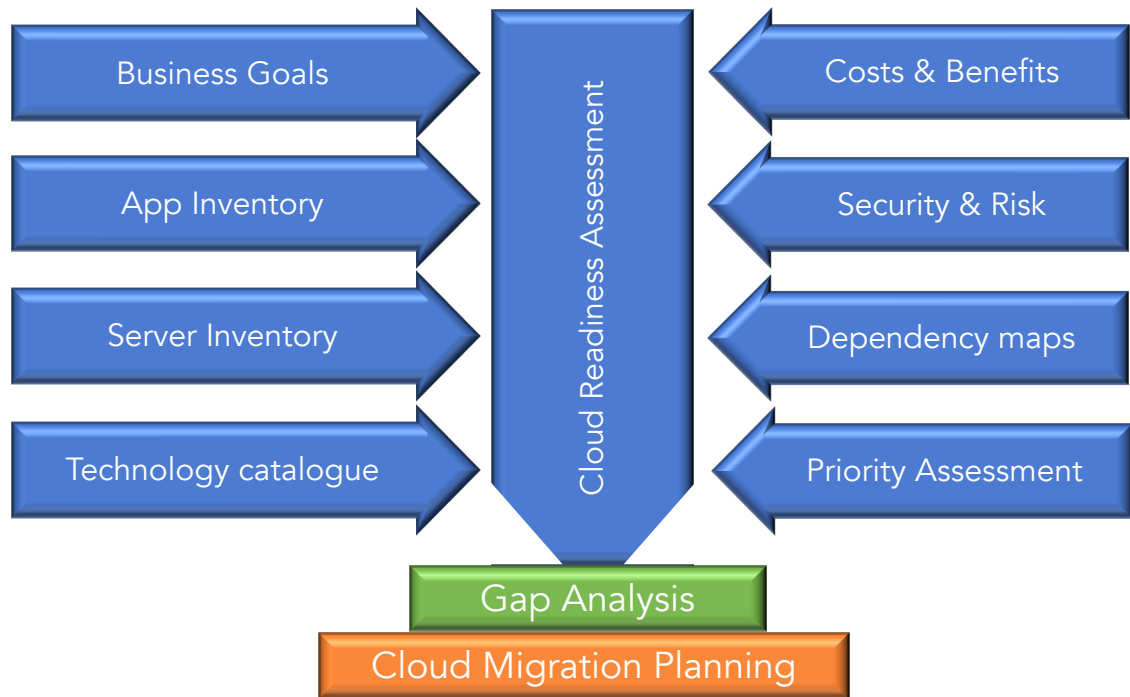 Business Goals
App Inventory
Server Inventory
Technology catalogue
Cloud Readiness Assessment
Costs & Benefits
Security & Risk
Dependency maps
Priority Assessment
Gap Analysis
Cloud Migration Planning